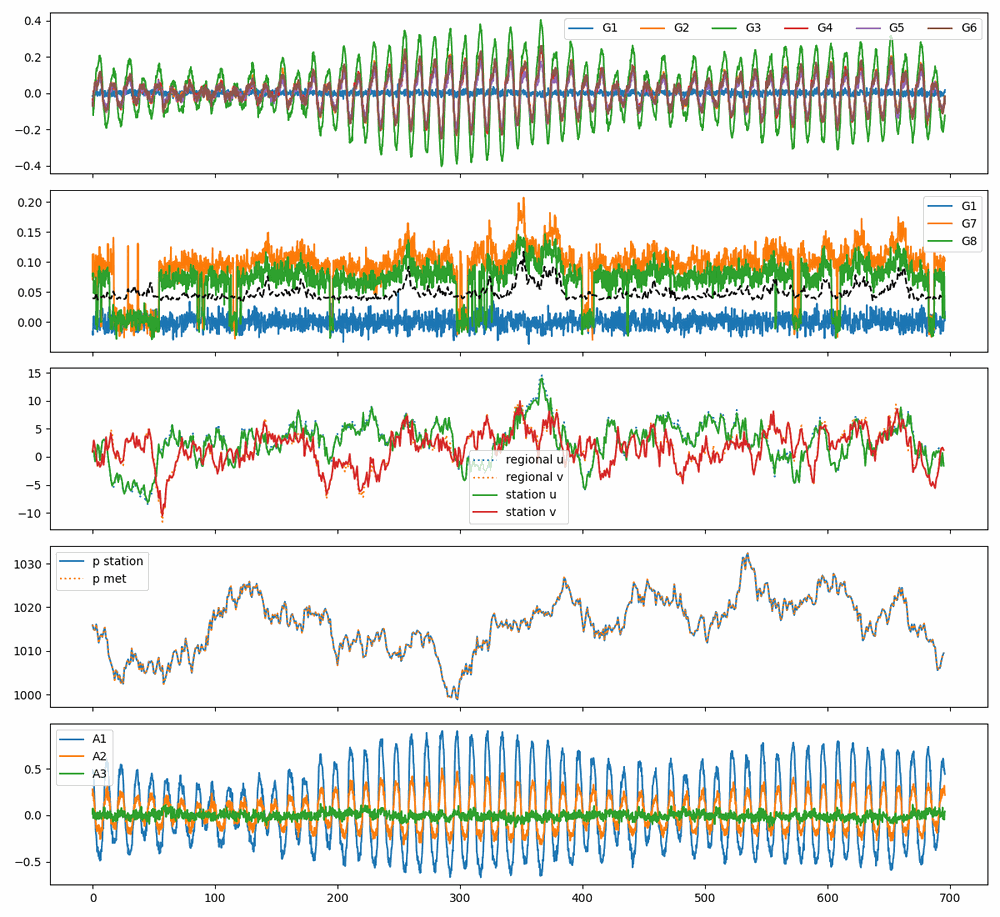 0.4
G1 G2 G3 G4 G5 G6
0.2
0.0
−0.2
−0.4
0.20
G1
G7
G8
0.15
0.10
0.05
0.00
15
10
5
0
−5
−10
regional u
regional v
station u
station v
1030
1020
1010
1000
p station
p met
A1
A2
A3
0.5
0.0
−0.5
0 100 200 300 400 500 600 700